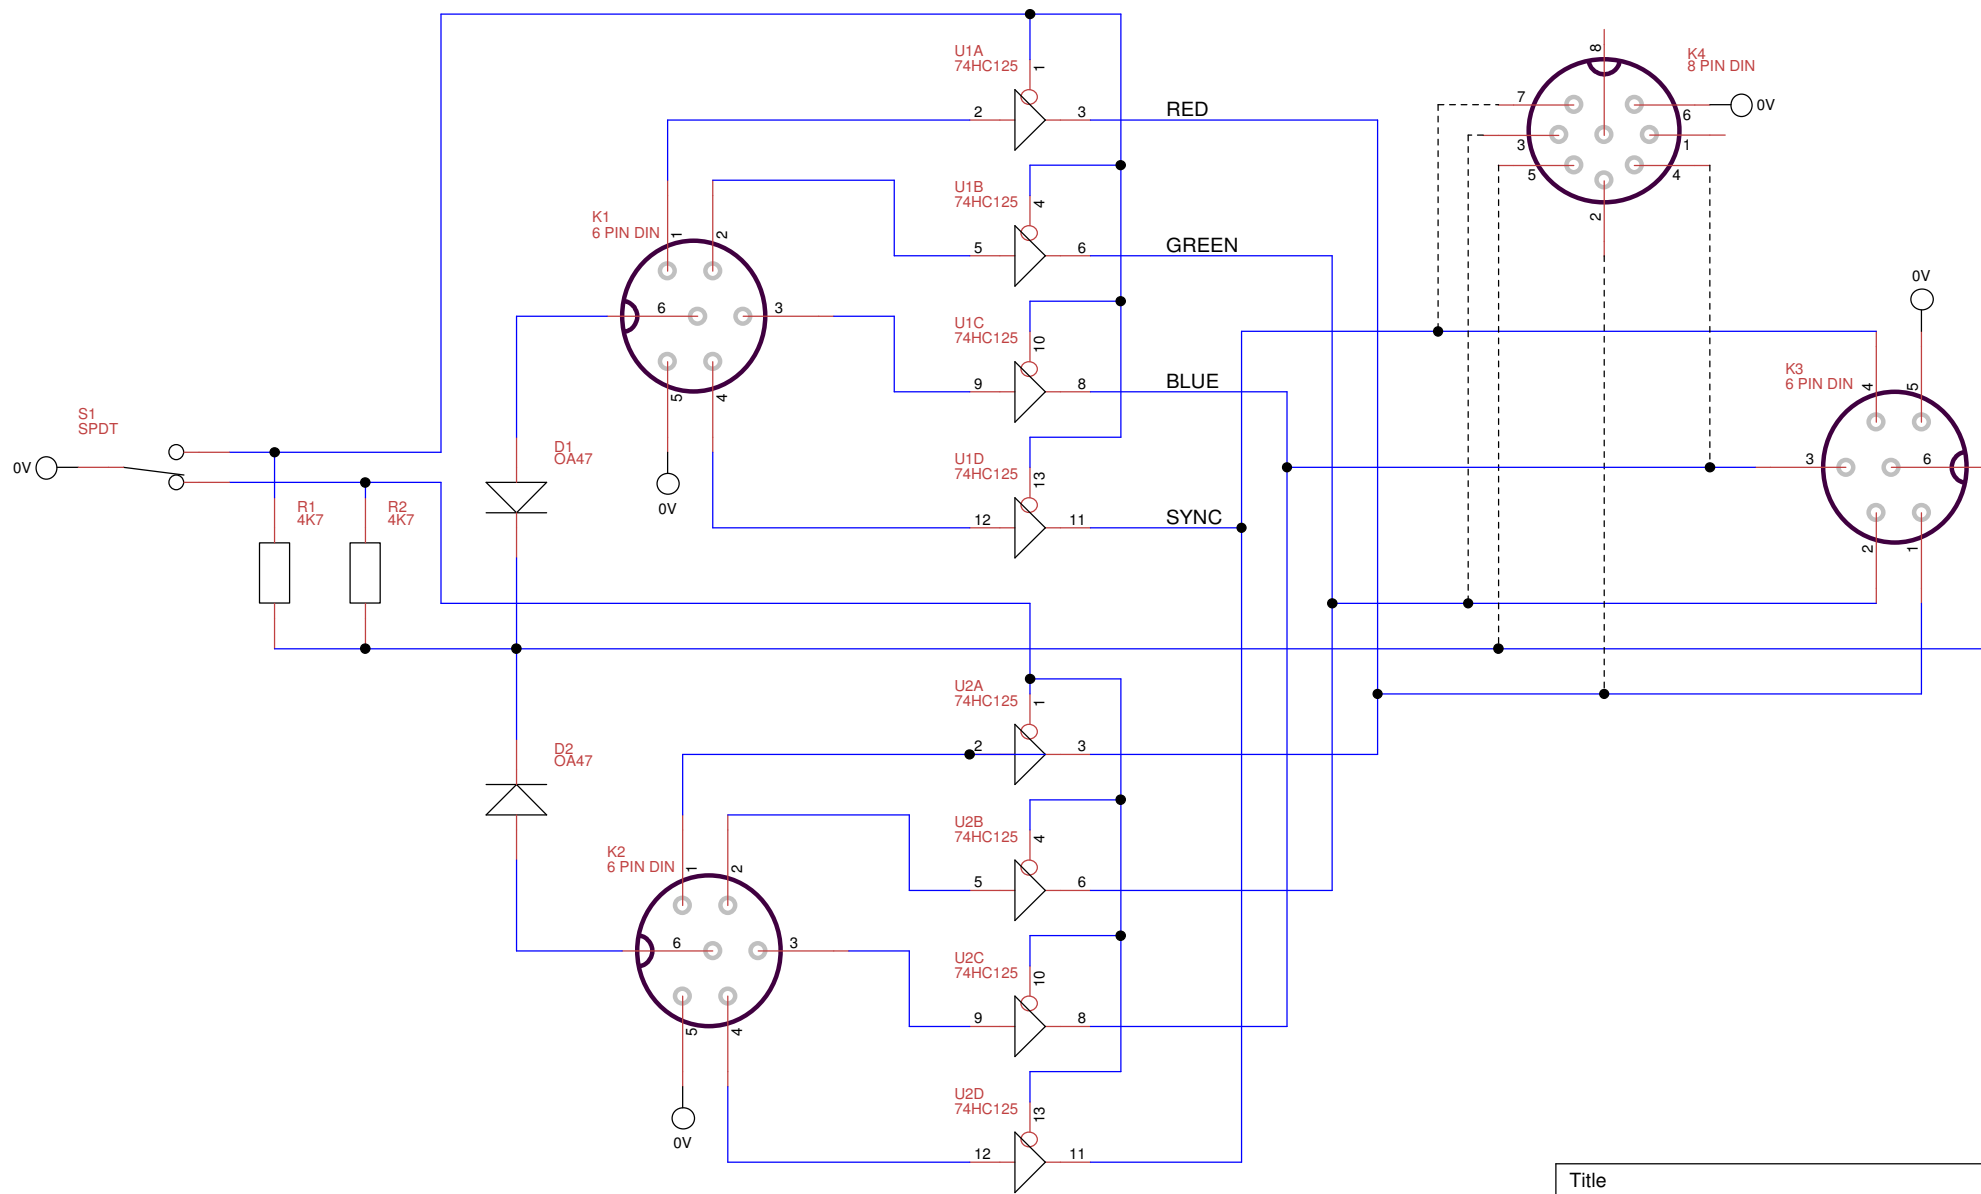 8
K4
8 PIN DIN
U1A
74HC125
1
7
6
0V
2
3
RED
3
1
5
4
U1B
74HC125
4
2
K1
6 PIN DIN
1
2
5
6
GREEN
0V
6
3
U1C
74HC125
10
K3
6 PIN DIN
9
8
BLUE
4
5
5
4
S1
SPDT
0V
D1
OA47
U1D
74HC125
13
3
6
R1
4K7
R2
4K7
0V
12
11
SYNC
2
1
U2A
74HC125
1
D2
OA47
2
3
K2
6 PIN DIN
1
2
U2B
74HC125
4
5
6
6
3
U2C
74HC125
10
9
8
5
4
U2D
74HC125
13
0V
12
11
Title